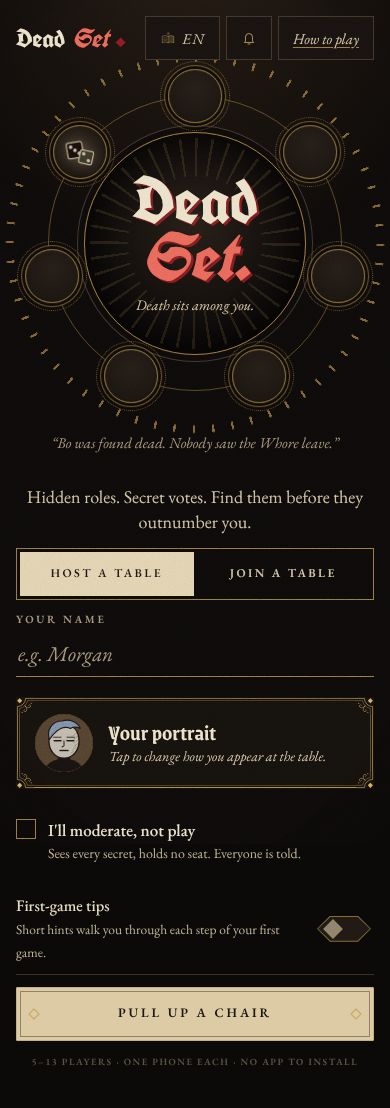 Dead Set
EN
How to play
Dead
Set.
Death sits among you.
“Bo was found dead. Nobody saw the Whore leave.”
Hidden roles. Secret votes. Find them before they
outnumber you.
HOST A TABLE
JOIN A TABLE
YOUR NAME
e.g. Morgan
Your portrait
Tap to change how you appear at the table.
I'll moderate, not play
Sees every secret, holds no seat. Everyone is told.
First-game tips
Short hints walk you through each step of your first
game.
PULL UP A CHAIR
5–13 PLAYERS · ONE PHONE EACH · NO APP TO INSTALL